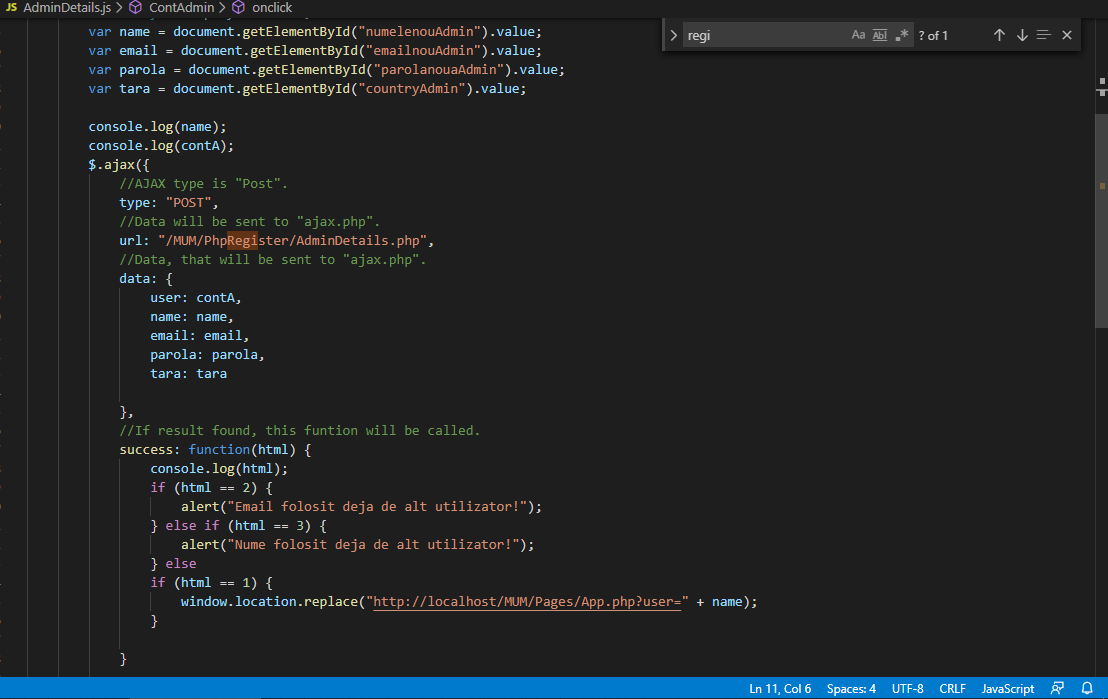 JS AdminDetails.js > ContAdmin > onclick
regi Aa Abl .* ? of 1
var name = document.getElementById("numelenouAdmin").value;
var email = document.getElementById("emailnouAdmin").value;
var parola = document.getElementById("parolanouaAdmin").value;
var tara = document.getElementById("countryAdmin").value;
console.log(name);
console.log(contA);
$.ajax({
//AJAX type is "Post".
type: "POST",
//Data will be sent to "ajax.php".
url: "/MUM/PhpRegister/AdminDetails.php",
//Data, that will be sent to "ajax.php".
data: {
user: contA,
name: name,
email: email,
parola: parola,
tara: tara
},
//If result found, this funtion will be called.
success: function(html) {
console.log(html);
if (html == 2) {
alert("Email folosit deja de alt utilizator!");
} else if (html == 3) {
alert("Nume folosit deja de alt utilizator!");
} else
if (html == 1) {
window.location.replace("http://localhost/MUM/Pages/App.php?user=" + name);
}
}
Ln 11, Col 6 Spaces: 4 UTF-8 CRLF JavaScript